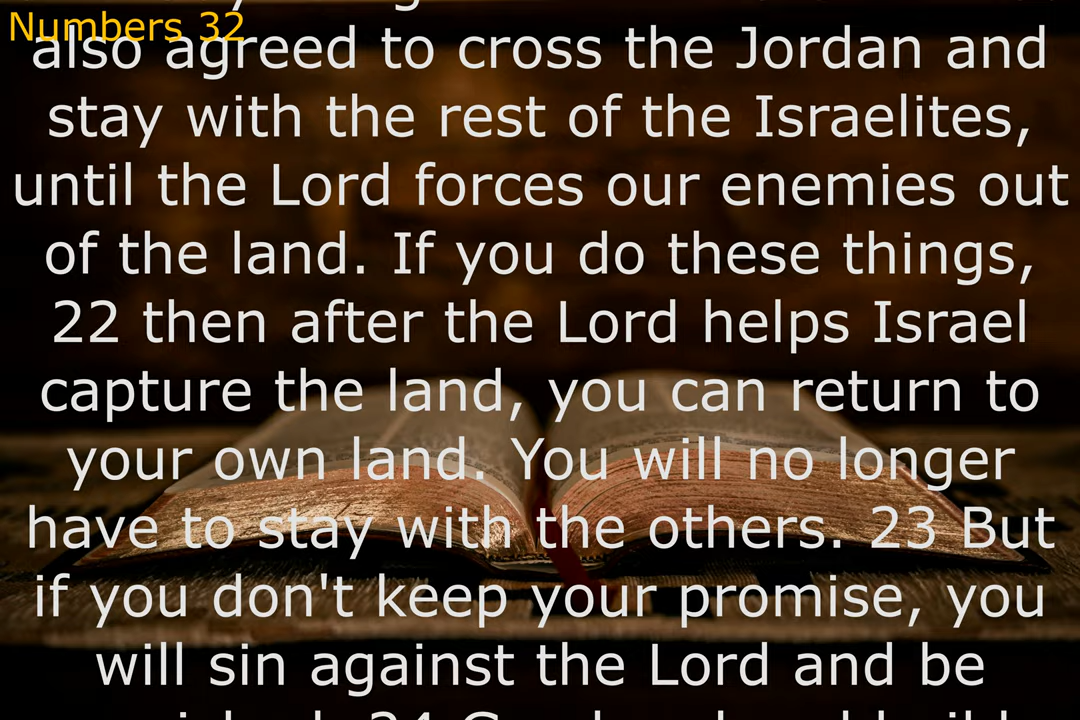 Numbers 32
also agreed to cross the Jordan and
stay with the rest of the Israelites,
until the Lord forces our enemies out
of the land. If you do these things,
22 then after the Lord helps Israel
capture the land, you can return to
your own land. You will no longer
have to stay with the others. 23 But
if you don't keep your promise, you
will sin against the Lord and be